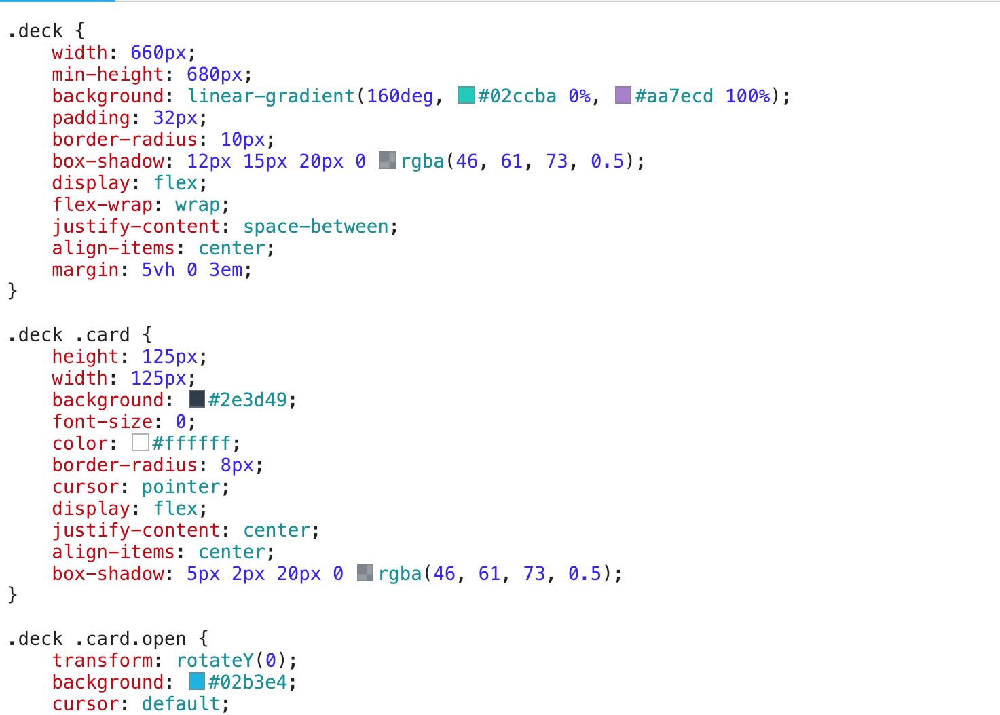 .deck {
    width: 660px;
    min-height: 680px;
    background: linear-gradient(160deg, #02ccba 0%, #aa7ecd 100%);
    padding: 32px;
    border-radius: 10px;
    box-shadow: 12px 15px 20px 0 rgba(46, 61, 73, 0.5);
    display: flex;
    flex-wrap: wrap;
    justify-content: space-between;
    align-items: center;
    margin: 5vh 0 3em;
}

.deck .card {
    height: 125px;
    width: 125px;
    background: #2e3d49;
    font-size: 0;
    color: #ffffff;
    border-radius: 8px;
    cursor: pointer;
    display: flex;
    justify-content: center;
    align-items: center;
    box-shadow: 5px 2px 20px 0 rgba(46, 61, 73, 0.5);
}

.deck .card.open {
    transform: rotateY(0);
    background: #02b3e4;
    cursor: default;